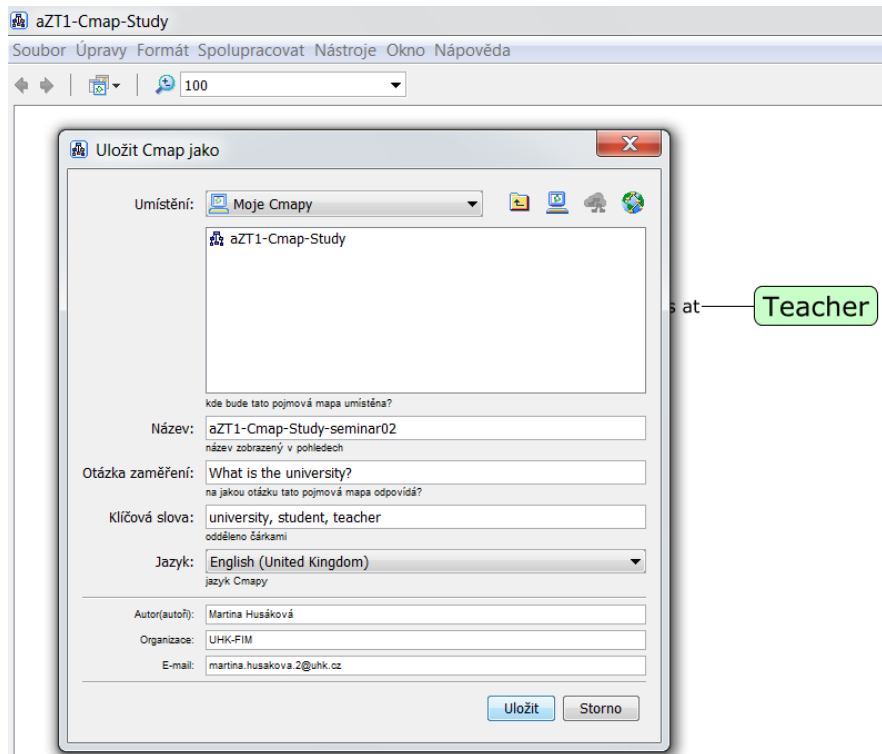 aZT1-Cmap-Study
Soubor Úpravy Formát Spolupracovat Nástroje Okno Nápověda
100
Uložit Cmap jako
Umístění: Moje Cmapy
aZT1-Cmap-Study
s at Teacher
kde bude tato pojmová mapa umístěna?
Název: aZT1-Cmap-Study-seminar02
název zobrazený v pohledech
Otázka zaměření: What is the university?
na jakou otázku tato pojmová mapa odpovídá?
Klíčová slova: university, student, teacher
odděleno čárkami
Jazyk: English (United Kingdom)
jazyk Cmapy
Autor(autoři): Martina Husáková
Organizace: UHK-FIM
E-mail: martina.husakova.2@uhk.cz
Uložit Storno